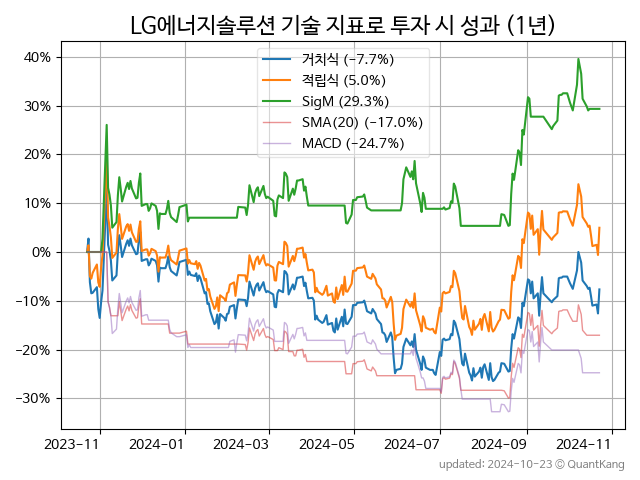 LG에너지솔루션 기술 지표로 투자 시 성과 (1년)
거치식 (−7.7%)
적립식 (5.0%)
SigM (29.3%)
SMA(20) (−17.0%)
MACD (−24.7%)
40%
30%
20%
10%
0%
−10%
−20%
−30%
2023-11 2024-01 2024-03 2024-05 2024-07 2024-09 2024-11
updated: 2024-10-23 © QuantKang